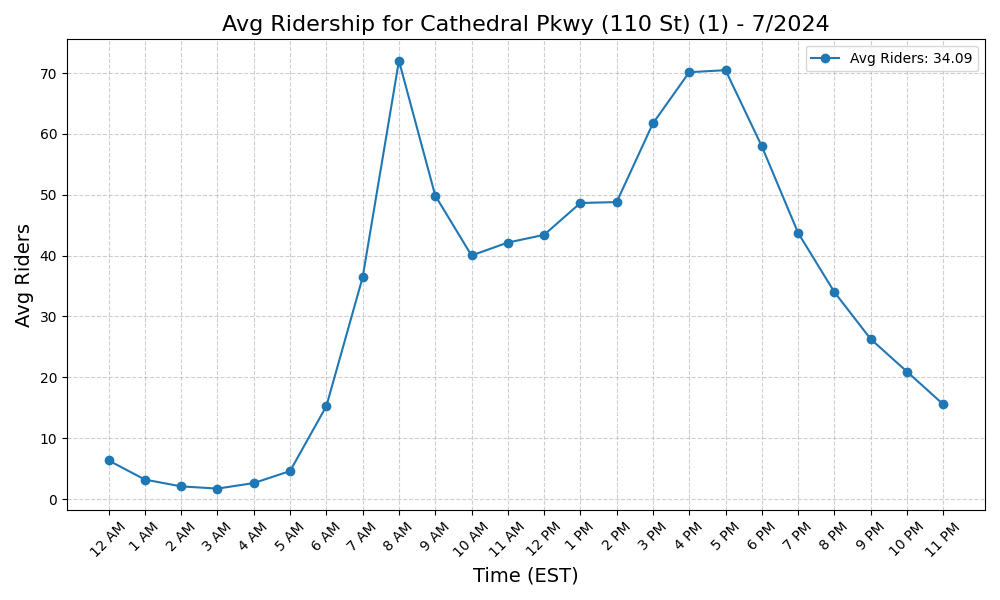 Avg Ridership for Cathedral Pkwy (110 St) (1) - 7/2024
Avg Riders: 34.09
Avg Riders
70
60
50
40
30
20
10
0
12 AM
1 AM
2 AM
3 AM
4 AM
5 AM
6 AM
7 AM
8 AM
9 AM
10 AM
11 AM
12 PM
1 PM
2 PM
3 PM
4 PM
5 PM
6 PM
7 PM
8 PM
9 PM
10 PM
11 PM
Time (EST)